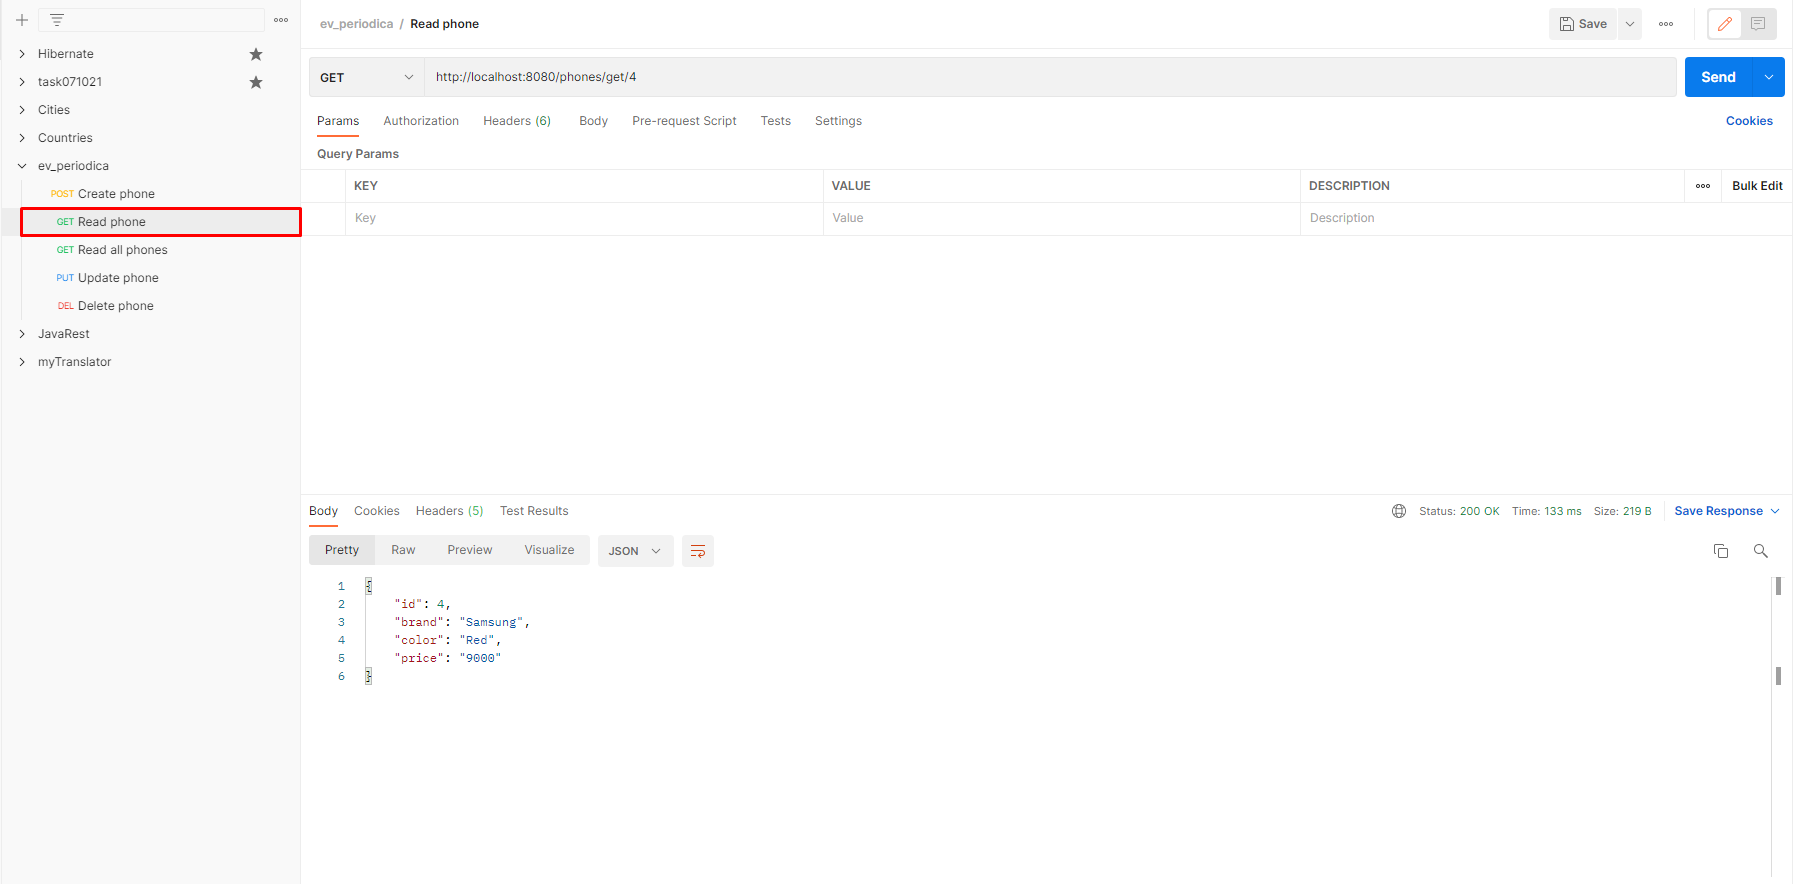 Hibernate
task071021
Cities
Countries
ev_periodica
POST Create phone
GET Read phone
GET Read all phones
PUT Update phone
DEL Delete phone
JavaRest
myTranslator
ev_periodica / Read phone
Save
GET http://localhost:8080/phones/get/4 Send
Params Authorization Headers (6) Body Pre-request Script Tests Settings Cookies
Query Params
KEY VALUE DESCRIPTION Bulk Edit
Key Value Description
Body Cookies Headers (5) Test Results Status: 200 OK Time: 133 ms Size: 219 B Save Response
Pretty Raw Preview Visualize JSON
1 {
2 "id": 4,
3 "brand": "Samsung",
4 "color": "Red",
5 "price": "9000"
6 }